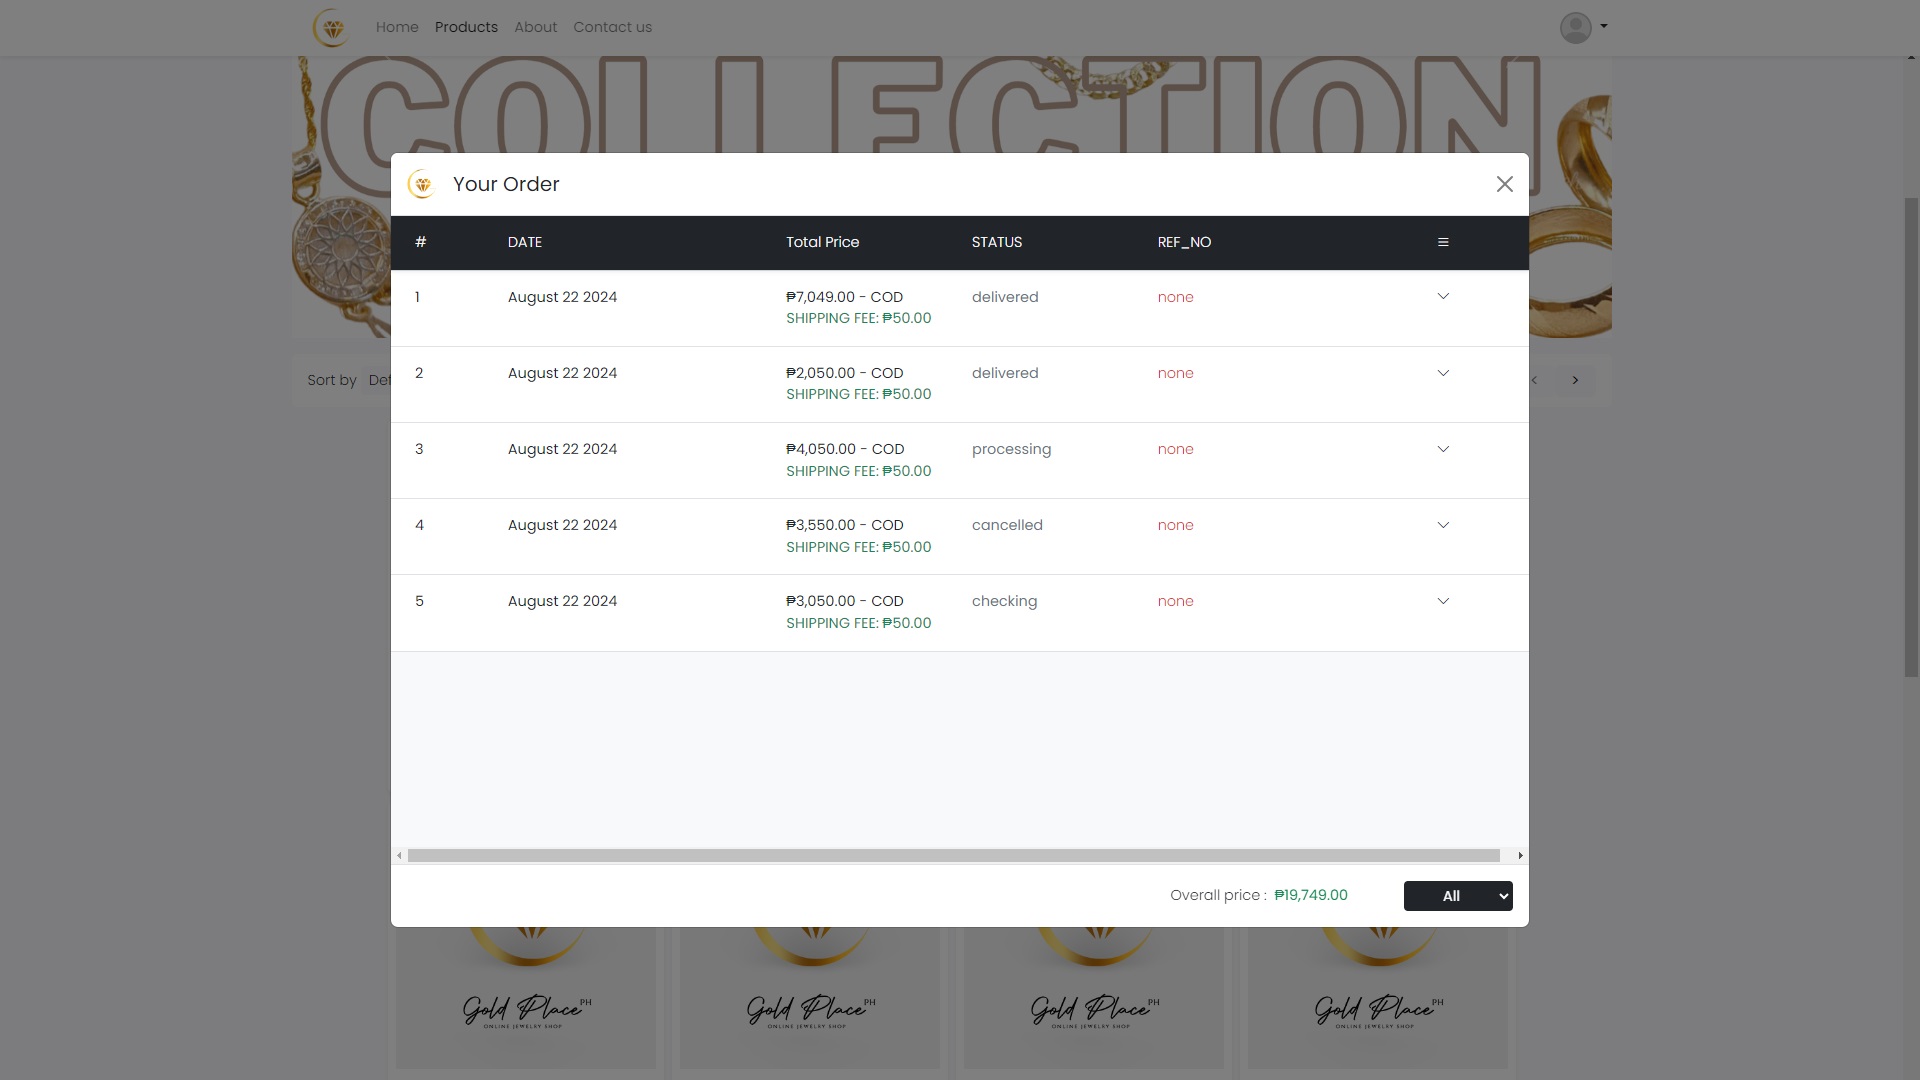 Home Products About Contact us
COLLECTION
Your Order
# DATE Total Price STATUS REF_NO
1 August 22 2024 ₱7,049.00 - COD delivered none
SHIPPING FEE: ₱50.00
2 August 22 2024 ₱2,050.00 - COD delivered none
SHIPPING FEE: ₱50.00
3 August 22 2024 ₱4,050.00 - COD processing none
SHIPPING FEE: ₱50.00
4 August 22 2024 ₱3,550.00 - COD cancelled none
SHIPPING FEE: ₱50.00
5 August 22 2024 ₱3,050.00 - COD checking none
SHIPPING FEE: ₱50.00
Sort by
Overall price : ₱19,749.00 All
Gold Place PH Gold Place PH Gold Place PH Gold Place PH
ONLINE JEWELRY SHOP ONLINE JEWELRY SHOP ONLINE JEWELRY SHOP ONLINE JEWELRY SHOP